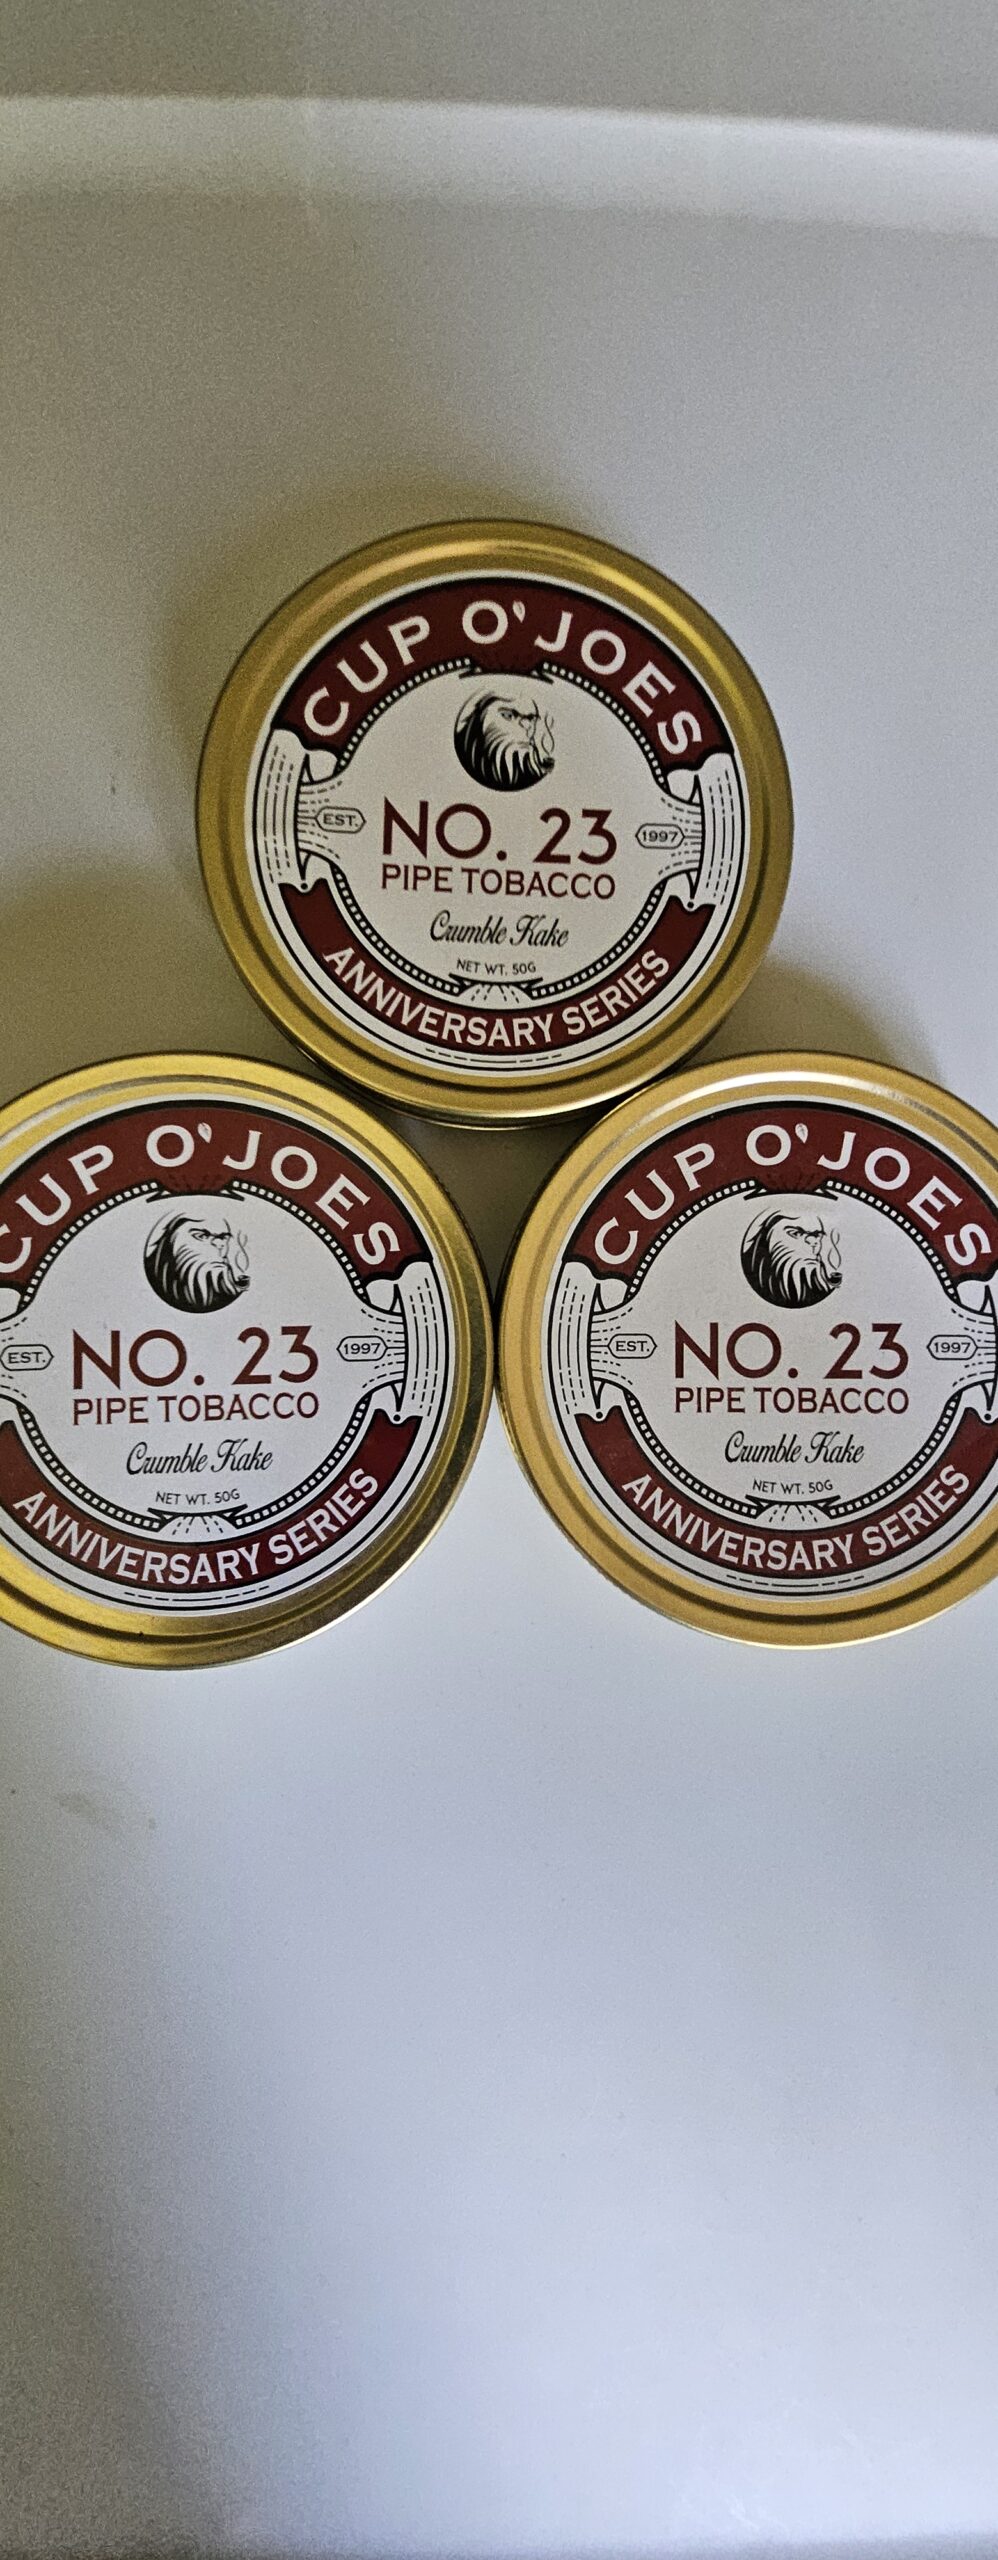 CUP O' JOES
EST.
1997
NO. 23
PIPE TOBACCO
Crumble Kake
NET WT. 50G
ANNIVERSARY SERIES
CUP O' JOES
EST.
1997
NO. 23
PIPE TOBACCO
Crumble Kake
NET WT. 50G
ANNIVERSARY SERIES
CUP O' JOES
EST.
1997
NO. 23
PIPE TOBACCO
Crumble Kake
NET WT. 50G
ANNIVERSARY SERIES